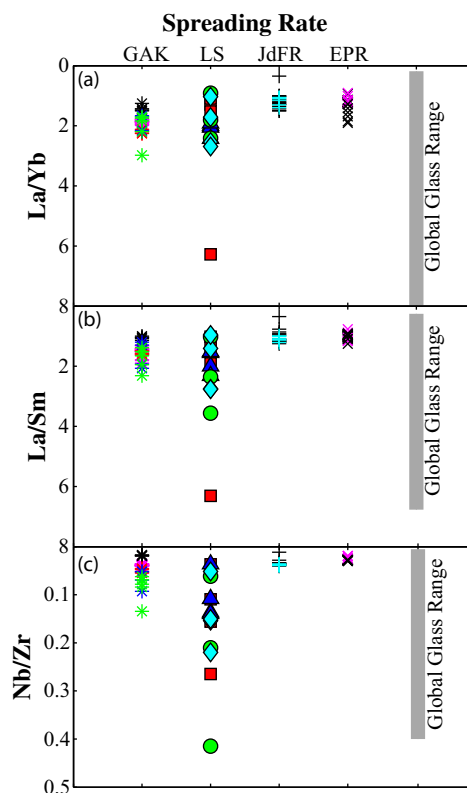 Spreading Rate
GAK LS JdFR EPR
0
(a)
2
La/Yb
4
6
Global Glass Range
8
(b)
2
La/Sm
4
6
Global Glass Range
8
(c)
0.1
0.2
Nb/Zr
0.3
0.4
Global Glass Range
0.5